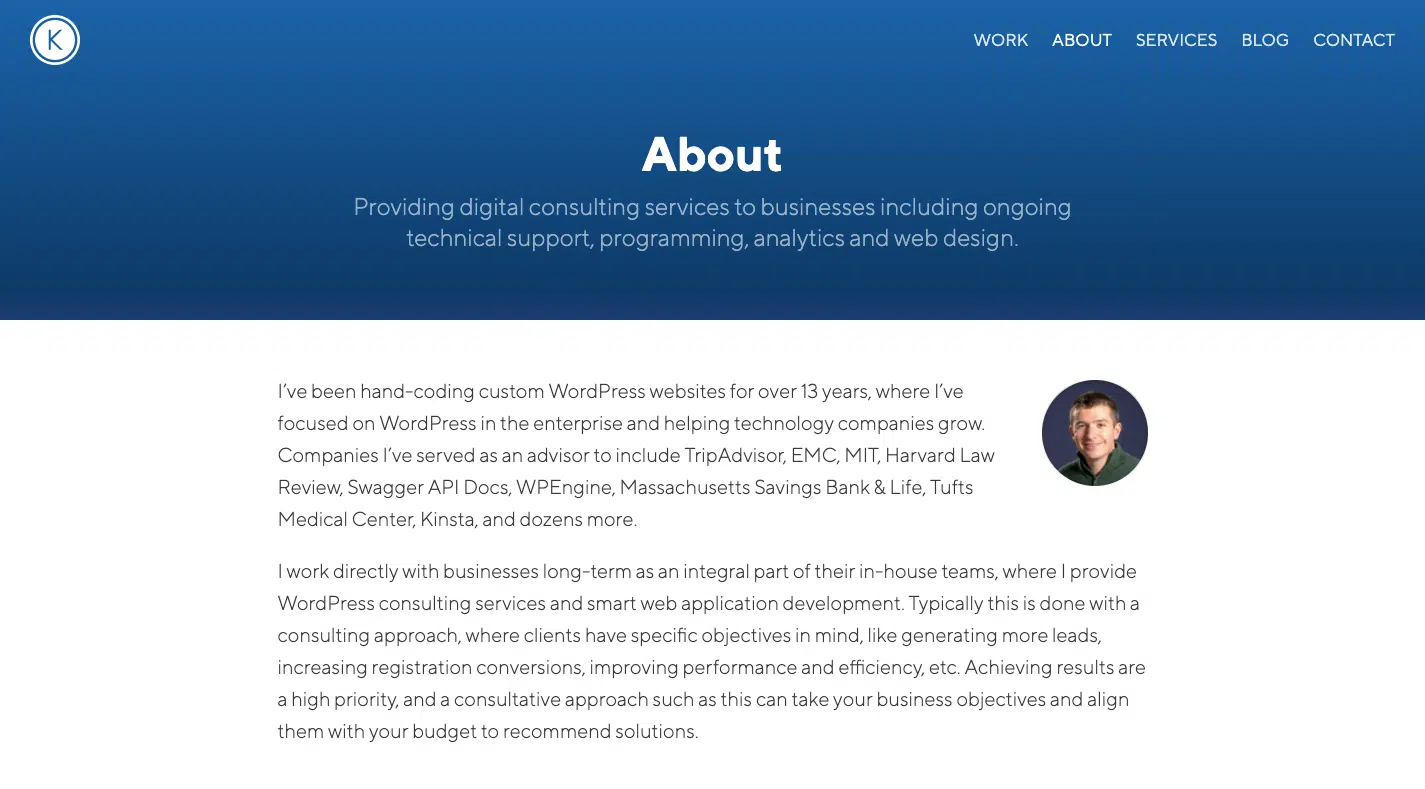 K
WORK ABOUT SERVICES BLOG CONTACT
About
Providing digital consulting services to businesses including ongoing
technical support, programming, analytics and web design.
I’ve been hand-coding custom WordPress websites for over 13 years, where I’ve
focused on WordPress in the enterprise and helping technology companies grow.
Companies I’ve served as an advisor to include TripAdvisor, EMC, MIT, Harvard Law
Review, Swagger API Docs, WPEngine, Massachusetts Savings Bank & Life, Tufts
Medical Center, Kinsta, and dozens more.
I work directly with businesses long-term as an integral part of their in-house teams, where I provide
WordPress consulting services and smart web application development. Typically this is done with a
consulting approach, where clients have specific objectives in mind, like generating more leads,
increasing registration conversions, improving performance and efficiency, etc. Achieving results are
a high priority, and a consultative approach such as this can take your business objectives and align
them with your budget to recommend solutions.